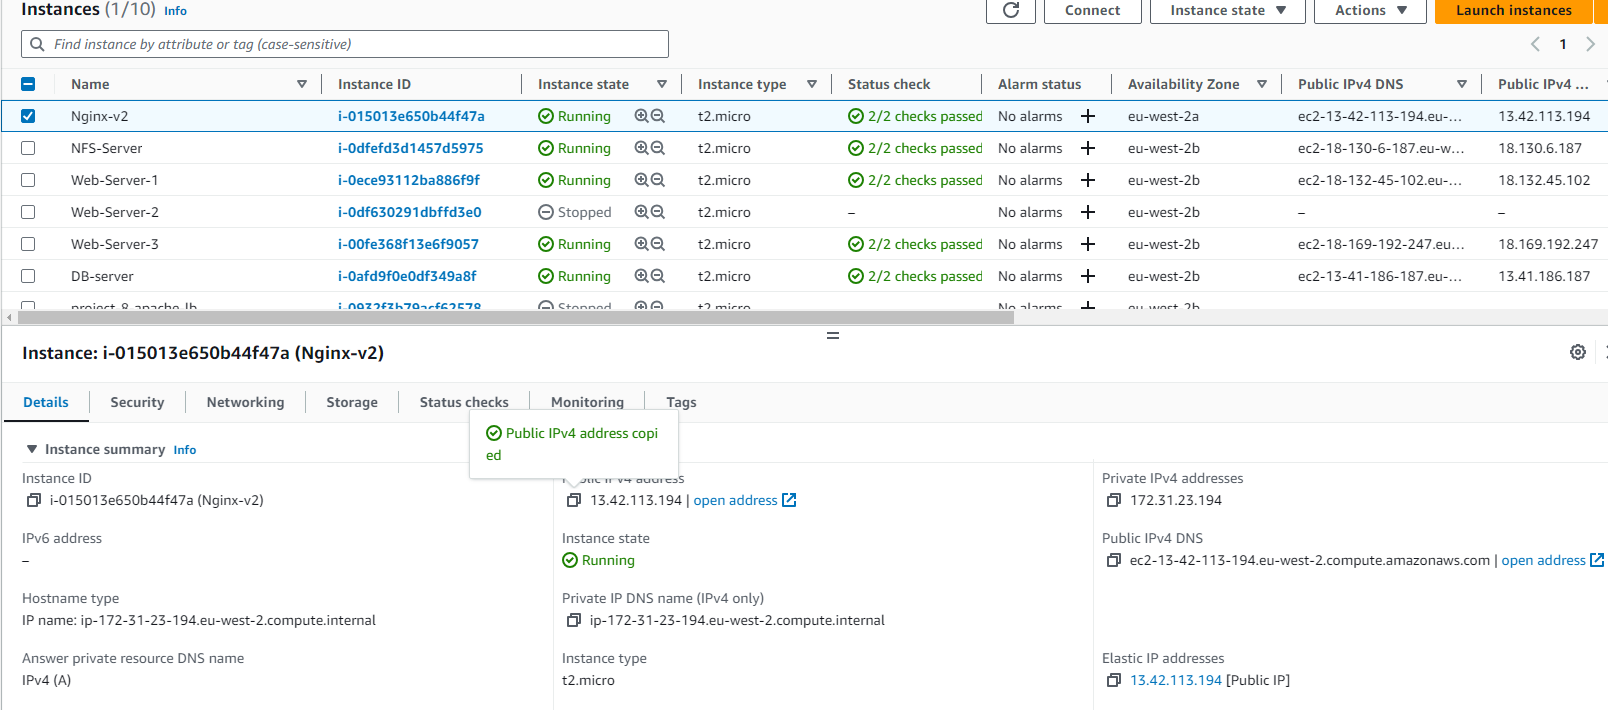 Instances (1/10) Info
Connect Instance state Actions Launch instances
Find instance by attribute or tag (case-sensitive)
1
Name Instance ID Instance state Instance type Status check Alarm status Availability Zone Public IPv4 DNS Public IPv4 ...
Nginx-v2 i-015013e650b44f47a Running t2.micro 2/2 checks passed No alarms + eu-west-2a ec2-13-42-113-194.eu-... 13.42.113.194
NFS-Server i-0dfefd3d1457d5975 Running t2.micro 2/2 checks passed No alarms + eu-west-2b ec2-18-130-6-187.eu-w... 18.130.6.187
Web-Server-1 i-0ece93112ba886f9f Running t2.micro 2/2 checks passed No alarms + eu-west-2b ec2-18-132-45-102.eu-... 18.132.45.102
Web-Server-2 i-0df630291dbffd3e0 Stopped t2.micro – No alarms + eu-west-2b – –
Web-Server-3 i-00fe368f13e6f9057 Running t2.micro 2/2 checks passed No alarms + eu-west-2b ec2-18-169-192-247.eu... 18.169.192.247
DB-server i-0afd9f0e0df349a8f Running t2.micro 2/2 checks passed No alarms + eu-west-2b ec2-13-41-186-187.eu-... 13.41.186.187
project-8-apache-lb i-0932f3b79acf62578 Stopped t2.micro No alarms + eu-west-2b
Instance: i-015013e650b44f47a (Nginx-v2)
Details Security Networking Storage Status checks Monitoring Tags
Public IPv4 address copi
ed
Instance summary Info
Instance ID
i-015013e650b44f47a (Nginx-v2)
Public IPv4 address
13.42.113.194 | open address
Private IPv4 addresses
172.31.23.194
IPv6 address
–
Instance state
Running
Public IPv4 DNS
ec2-13-42-113-194.eu-west-2.compute.amazonaws.com | open address
Hostname type
IP name: ip-172-31-23-194.eu-west-2.compute.internal
Private IP DNS name (IPv4 only)
ip-172-31-23-194.eu-west-2.compute.internal
Answer private resource DNS name
IPv4 (A)
Instance type
t2.micro
Elastic IP addresses
13.42.113.194 [Public IP]